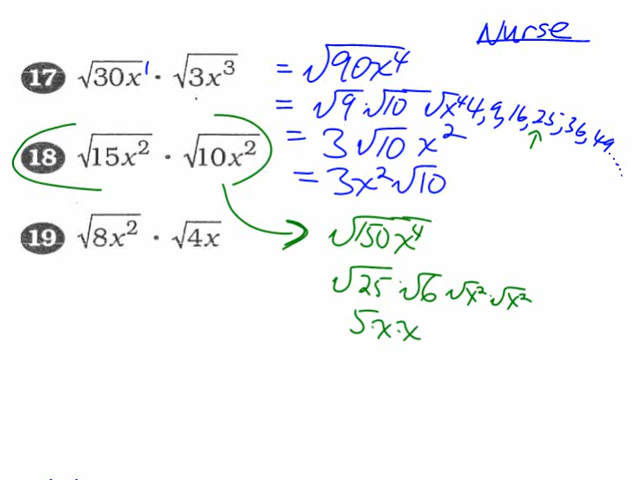 Nurse
17 √30x¹ · √3x³ = √90x⁴
= √9 · √10 √x⁴ 4, 9, 16, 25, 36, 49.....
18 √15x² · √10x² = 3√10 x²
= 3x²√10
19 √8x² · √4x √150x⁴
√25 · √6 √x² · √x²
5·x·x